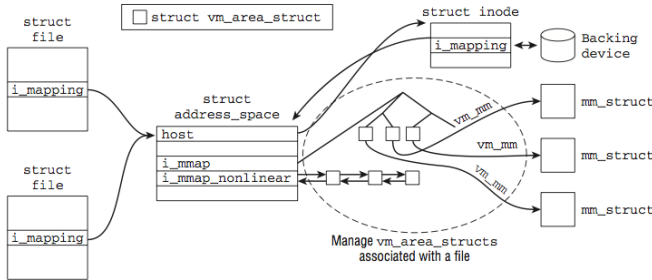 struct vm_area_struct
struct
file
i_mapping
struct
file
i_mapping
struct
address_space
host
i_mmap
i_mmap_nonlinear
struct inode
i_mapping
Backing
device
vm_mm
vm_mm
vm_mm
mm_struct
mm_struct
mm_struct
Manage vm_area_structs
associated with a file